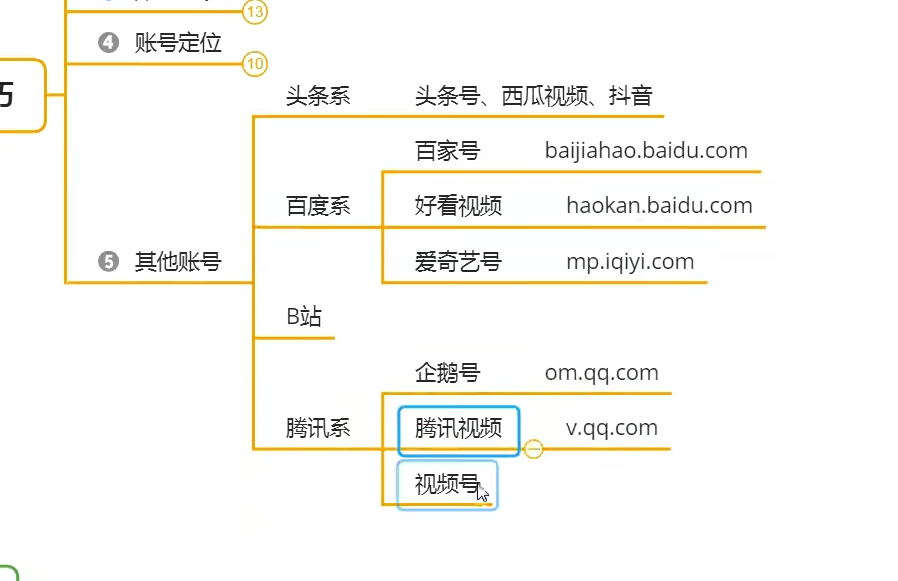 13
4 账号定位
10
巧
头条系 头条号、西瓜视频、抖音
百家号 baijiahao.baidu.com
百度系 好看视频 haokan.baidu.com
5 其他账号 爱奇艺号 mp.iqiyi.com
B站
企鹅号 om.qq.com
腾讯系 腾讯视频 v.qq.com
视频号